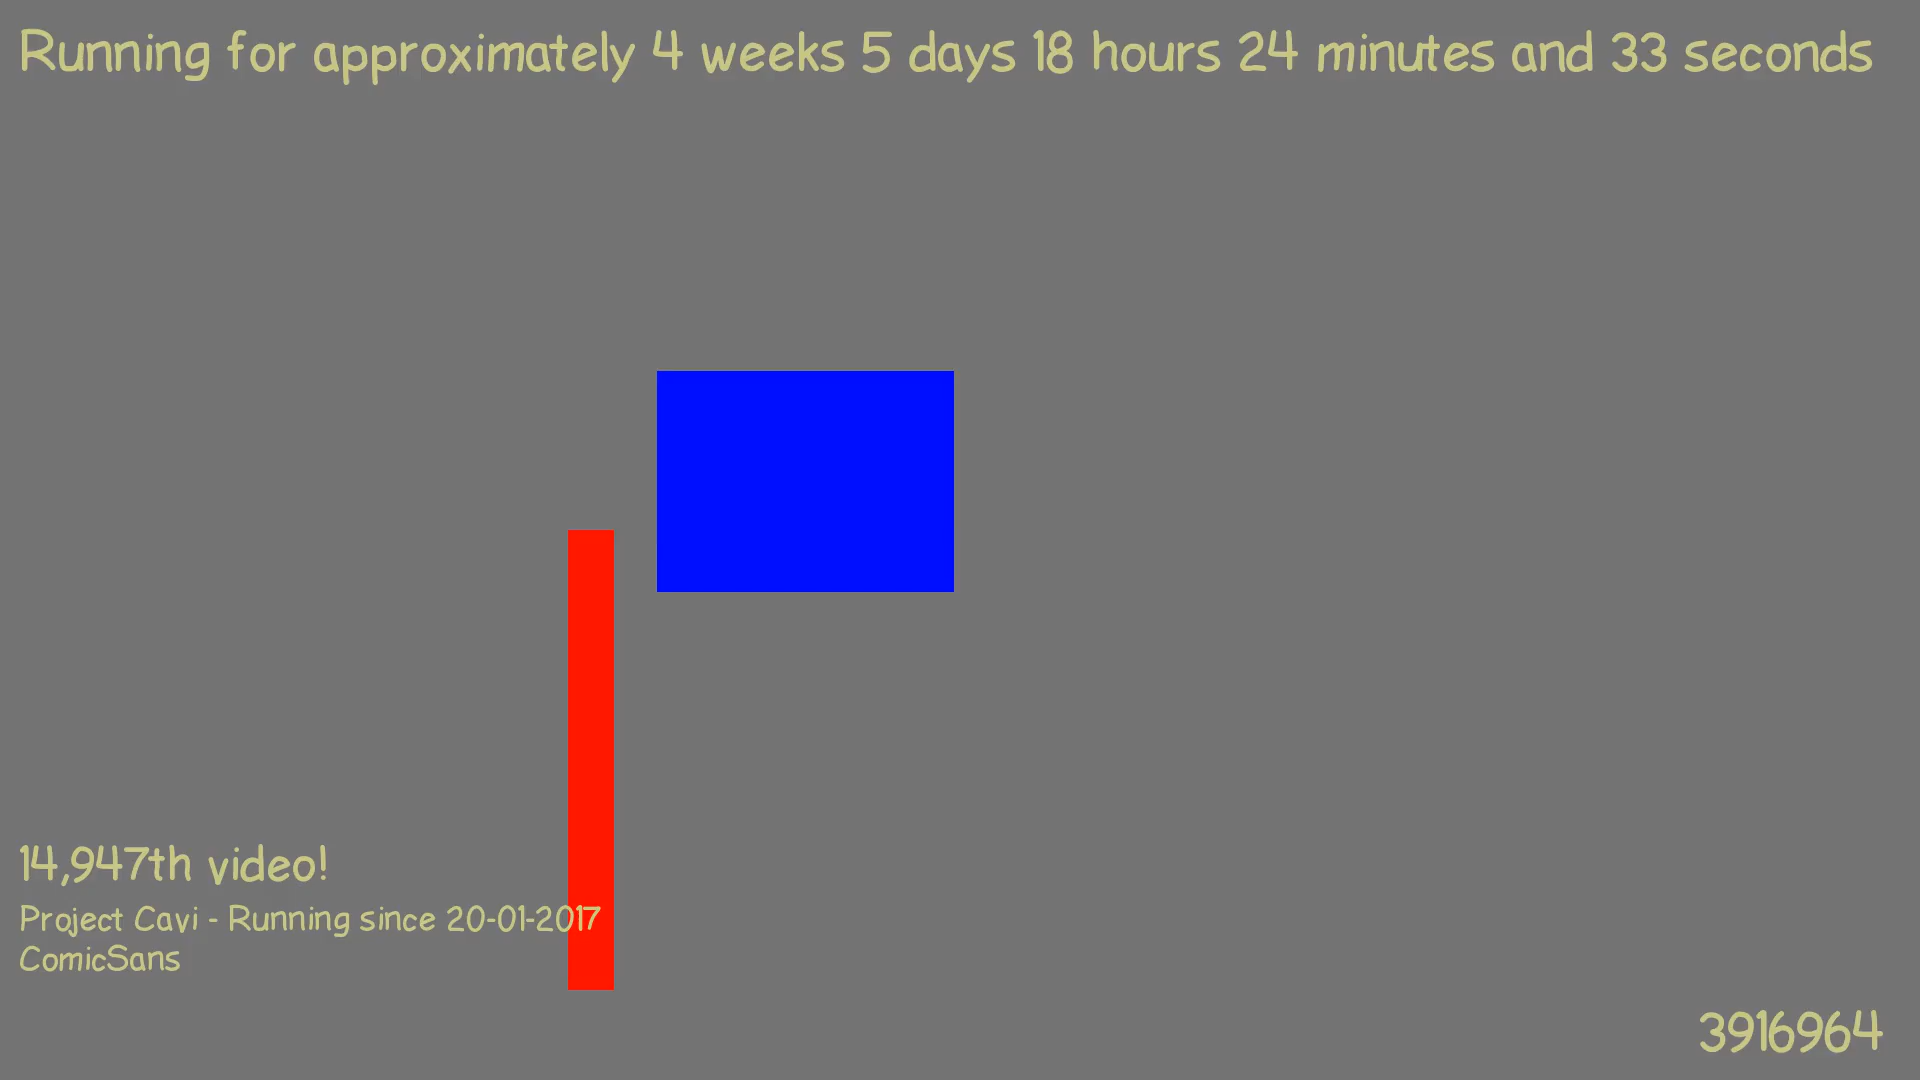 Running for approximately 4 weeks 5 days 18 hours 24 minutes and 33 seconds
14,947th video!
Project Cavi - Running since 20-01-2017
ComicSans
3916964